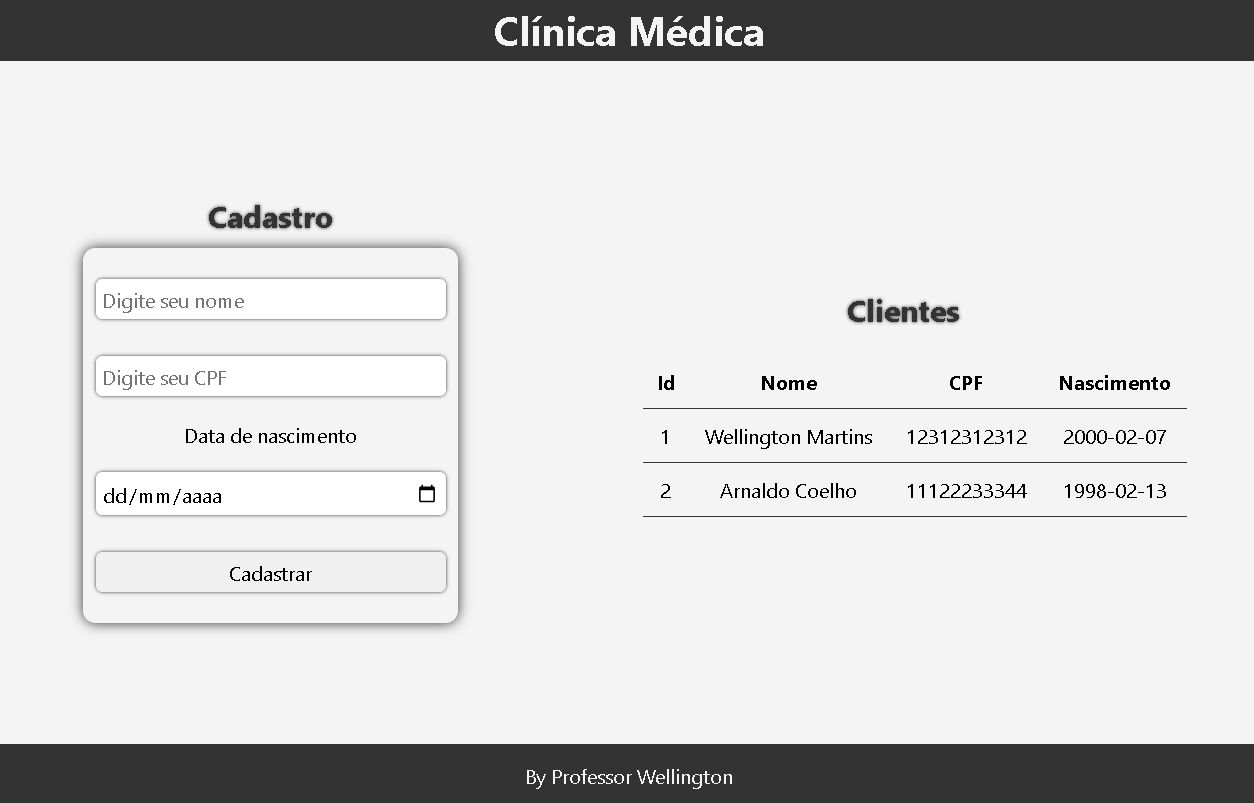 Clínica Médica
Cadastro
Digite seu nome
Digite seu CPF
Data de nascimento
dd/mm/aaaa
Cadastrar
Clientes
Id Nome CPF Nascimento
1 Wellington Martins 12312312312 2000-02-07
2 Arnaldo Coelho 11122233344 1998-02-13
By Professor Wellington